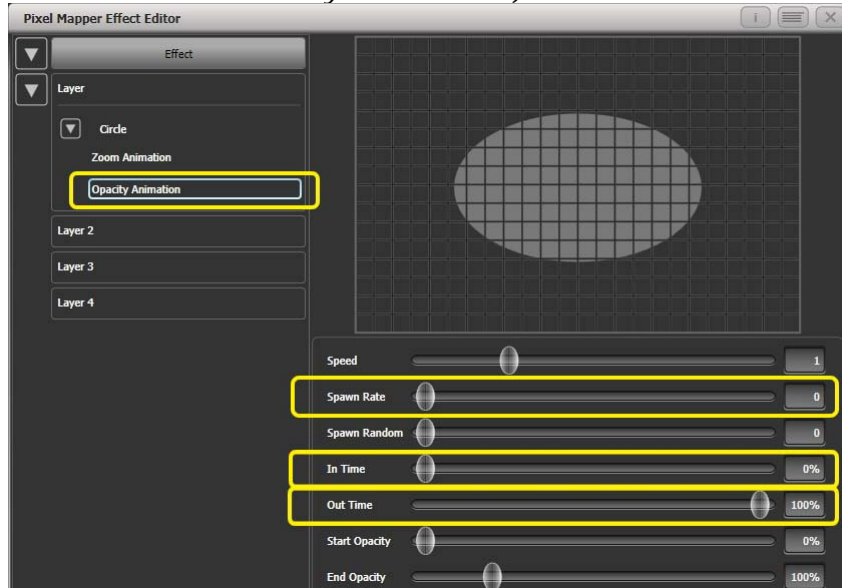 Pixel Mapper Effect Editor
Effect
Layer
Circle
Zoom Animation
Opacity Animation
Layer 2
Layer 3
Layer 4
Speed 1
Spawn Rate 0
Spawn Random 0
In Time 0%
Out Time 100%
Start Opacity 0%
End Opacity 100%